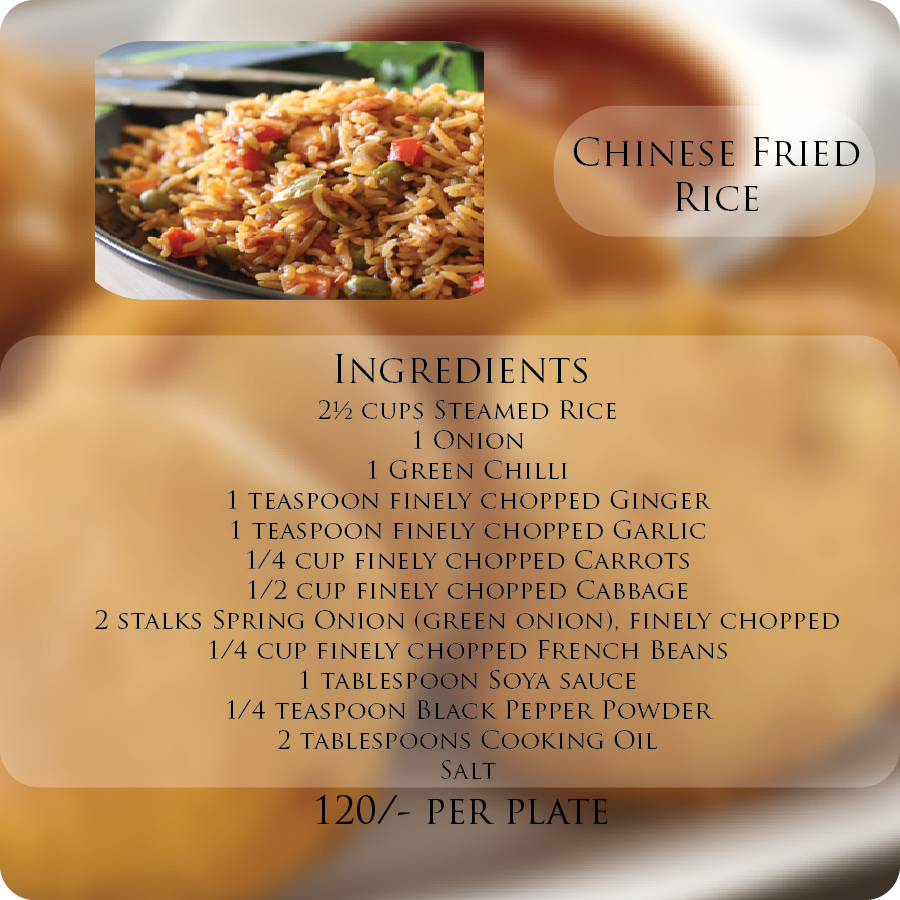 Chinese Fried
Rice
Ingredients
2½ cups Steamed Rice
1 Onion
1 Green Chilli
1 teaspoon finely chopped Ginger
1 teaspoon finely chopped Garlic
1/4 cup finely chopped Carrots
1/2 cup finely chopped Cabbage
2 stalks Spring Onion (green onion), finely chopped
1/4 cup finely chopped French Beans
1 tablespoon Soya sauce
1/4 teaspoon Black Pepper Powder
2 tablespoons Cooking Oil
Salt
120/- per plate